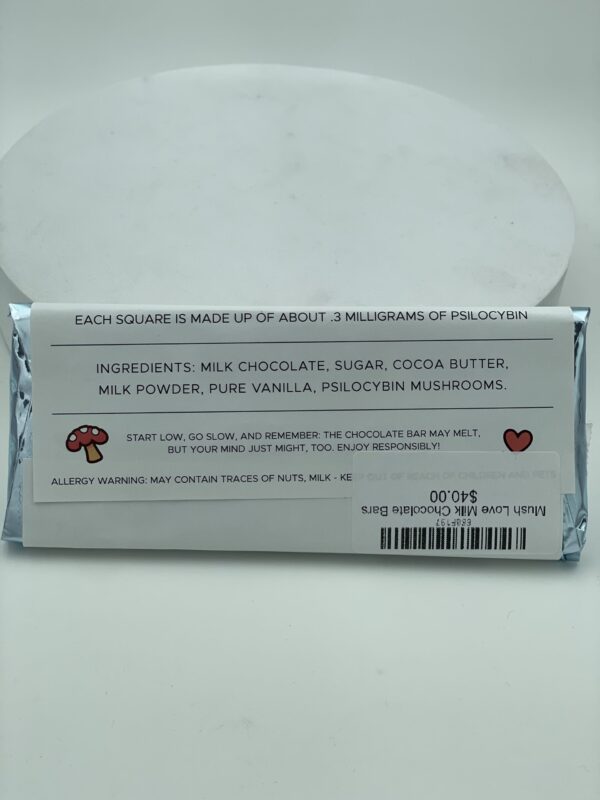 EACH SQUARE IS MADE UP OF ABOUT .3 MILLIGRAMS OF PSILOCYBIN
INGREDIENTS: MILK CHOCOLATE, SUGAR, COCOA BUTTER,
MILK POWDER, PURE VANILLA, PSILOCYBIN MUSHROOMS.
START LOW, GO SLOW, AND REMEMBER: THE CHOCOLATE BAR MAY MELT,
BUT YOUR MIND JUST MIGHT, TOO. ENJOY RESPONSIBLY!
ALLERGY WARNING: MAY CONTAIN TRACES OF NUTS, MILK - KEEP OUT OF REACH OF CHILDREN AND PETS
Mush Love Milk Chocolate Bars
$40.00